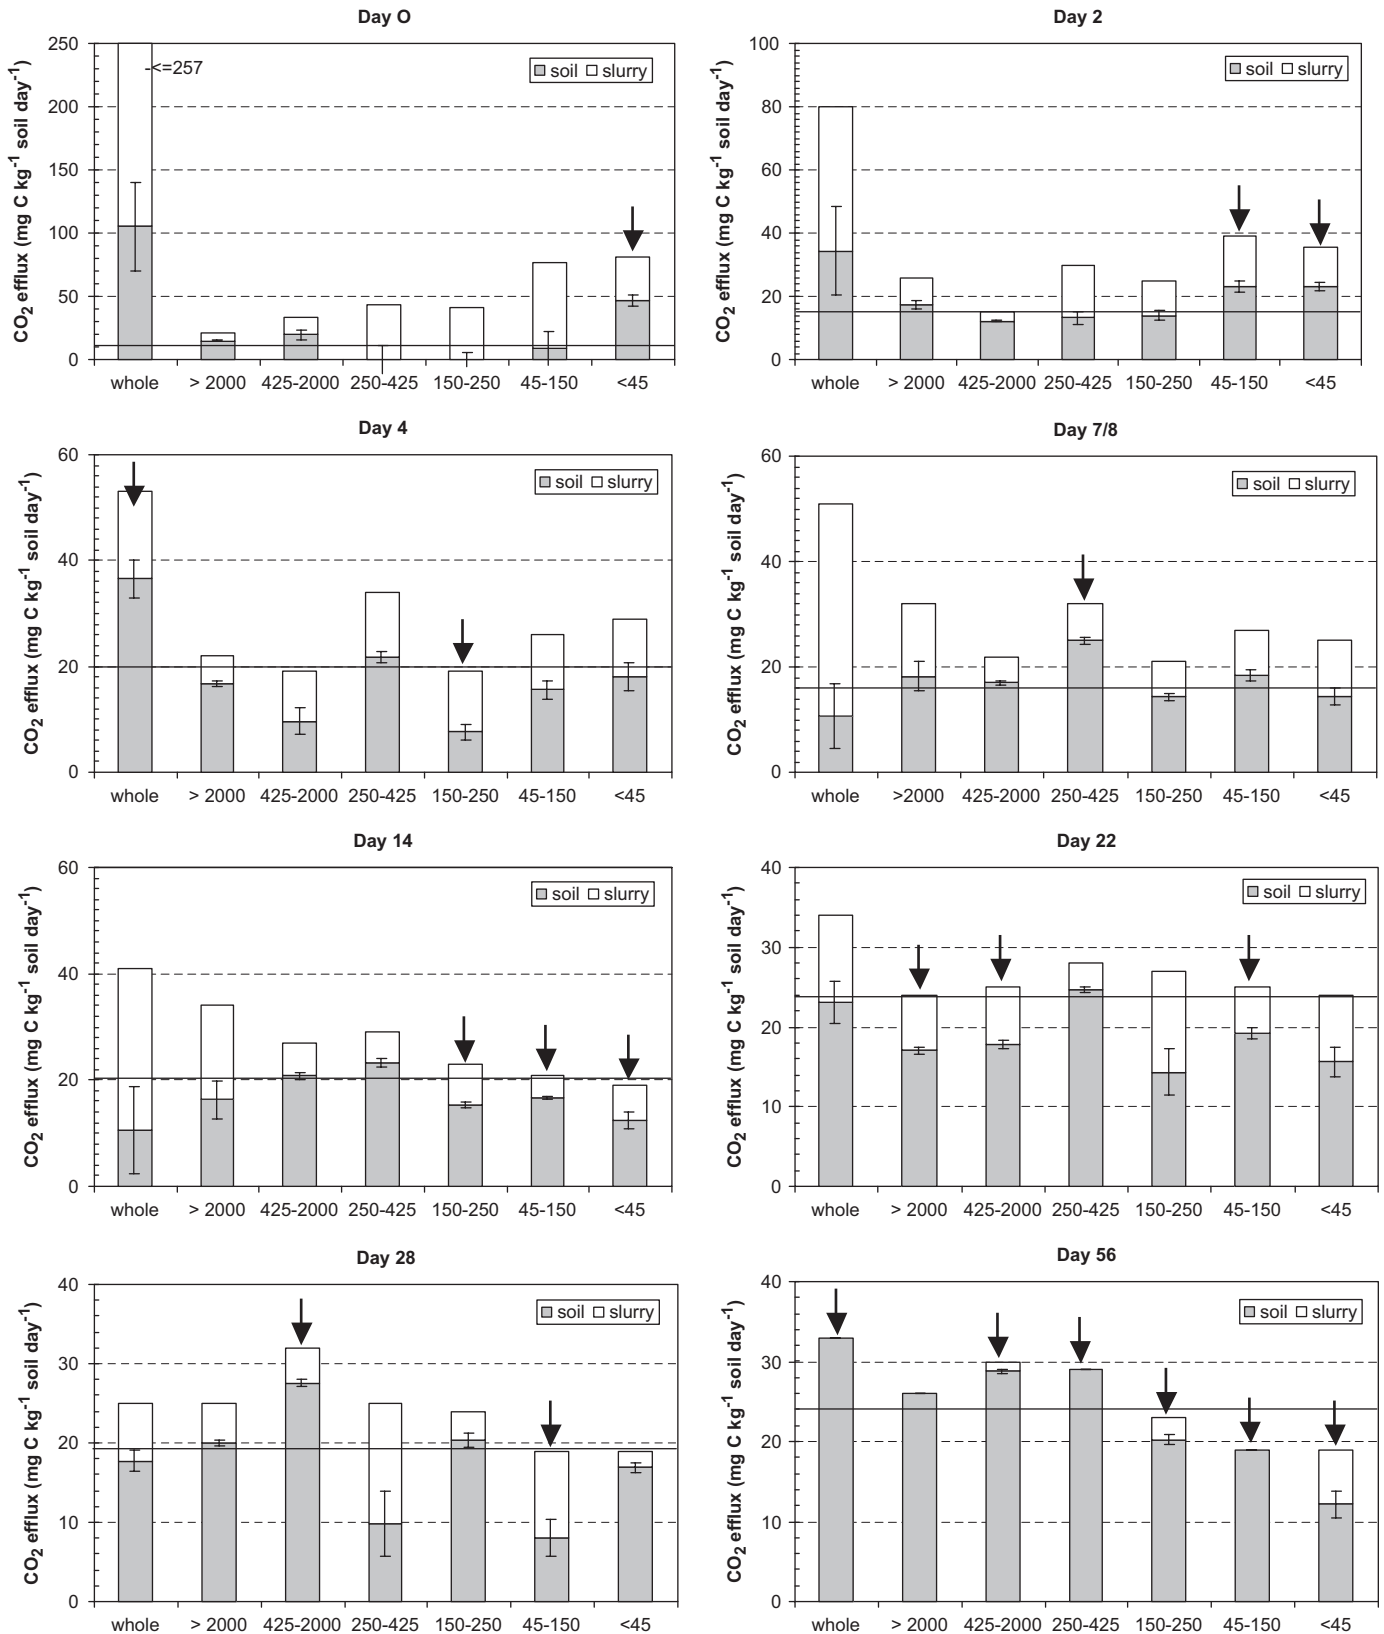 Day O
CO2 efflux (mg C kg-1 soil day-1)
250
200
150
100
50
0
-<=257
soil slurry
whole > 2000 425-2000 250-425 150-250 45-150 <45
Day 2
CO2 efflux (mg C kg-1 soil day-1)
100
80
60
40
20
0
soil slurry
whole > 2000 425-2000 250-425 150-250 45-150 <45
Day 4
CO2 efflux (mg C kg-1 soil day-1)
60
40
20
0
soil slurry
whole > 2000 425-2000 250-425 150-250 45-150 <45
Day 7/8
CO2 efflux (mg C kg-1 soil day-1)
60
40
20
0
soil slurry
whole >2000 425-2000 250-425 150-250 45-150 <45
Day 14
CO2 efflux (mg C kg-1 soil day-1)
60
40
20
0
soil slurry
whole > 2000 425-2000 250-425 150-250 45-150 <45
Day 22
CO2 efflux (mg C kg-1 soil day-1)
40
30
20
10
0
soil slurry
whole > 2000 425-2000 250-425 150-250 45-150 <45
Day 28
CO2 efflux (mg C kg-1 soil day-1)
40
30
20
10
0
soil slurry
whole > 2000 425-2000 250-425 150-250 45-150 <45
Day 56
CO2 efflux (mg C kg-1 soil day-1)
40
30
20
10
0
soil slurry
whole > 2000 425-2000 250-425 150-250 45-150 <45